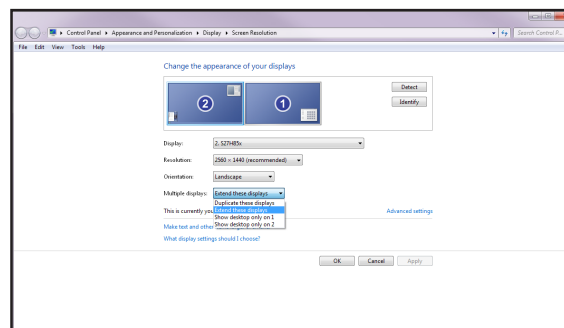 Control Panel ▸ Appearance and Personalization ▸ Display ▸ Screen Resolution
Search Control P...
File Edit View Tools Help
Change the appearance of your displays
2
1
Detect
Identify
Display: 2. S27H85x
Resolution: 2560 × 1440 (recommended)
Orientation: Landscape
Multiple displays: Extend these displays
Duplicate these displays
This is currently you
Extend these displays
Advanced settings
Show desktop only on 1
Make text and other
Show desktop only on 2
What display settings should I choose?
OK Cancel Apply